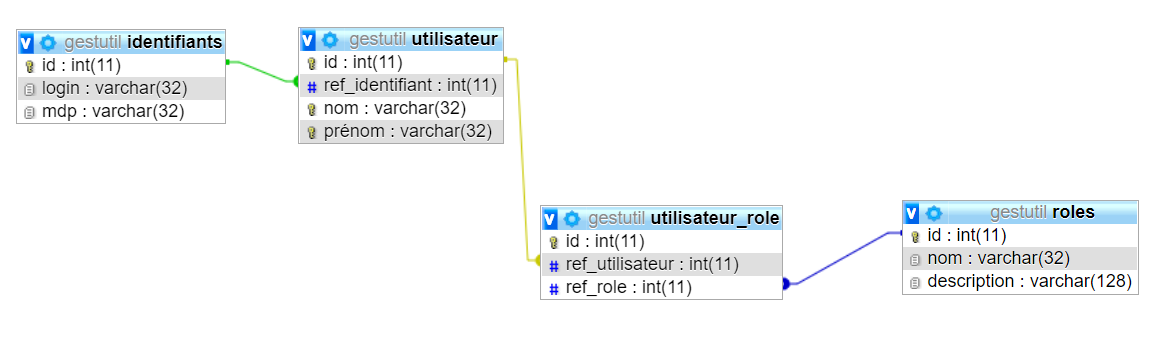 v gestutil identifiants
id : int(11)
login : varchar(32)
mdp : varchar(32)
v gestutil utilisateur
id : int(11)
# ref_identifiant : int(11)
nom : varchar(32)
prénom : varchar(32)
v gestutil utilisateur_role
id : int(11)
# ref_utilisateur : int(11)
# ref_role : int(11)
v gestutil roles
id : int(11)
nom : varchar(32)
description : varchar(128)